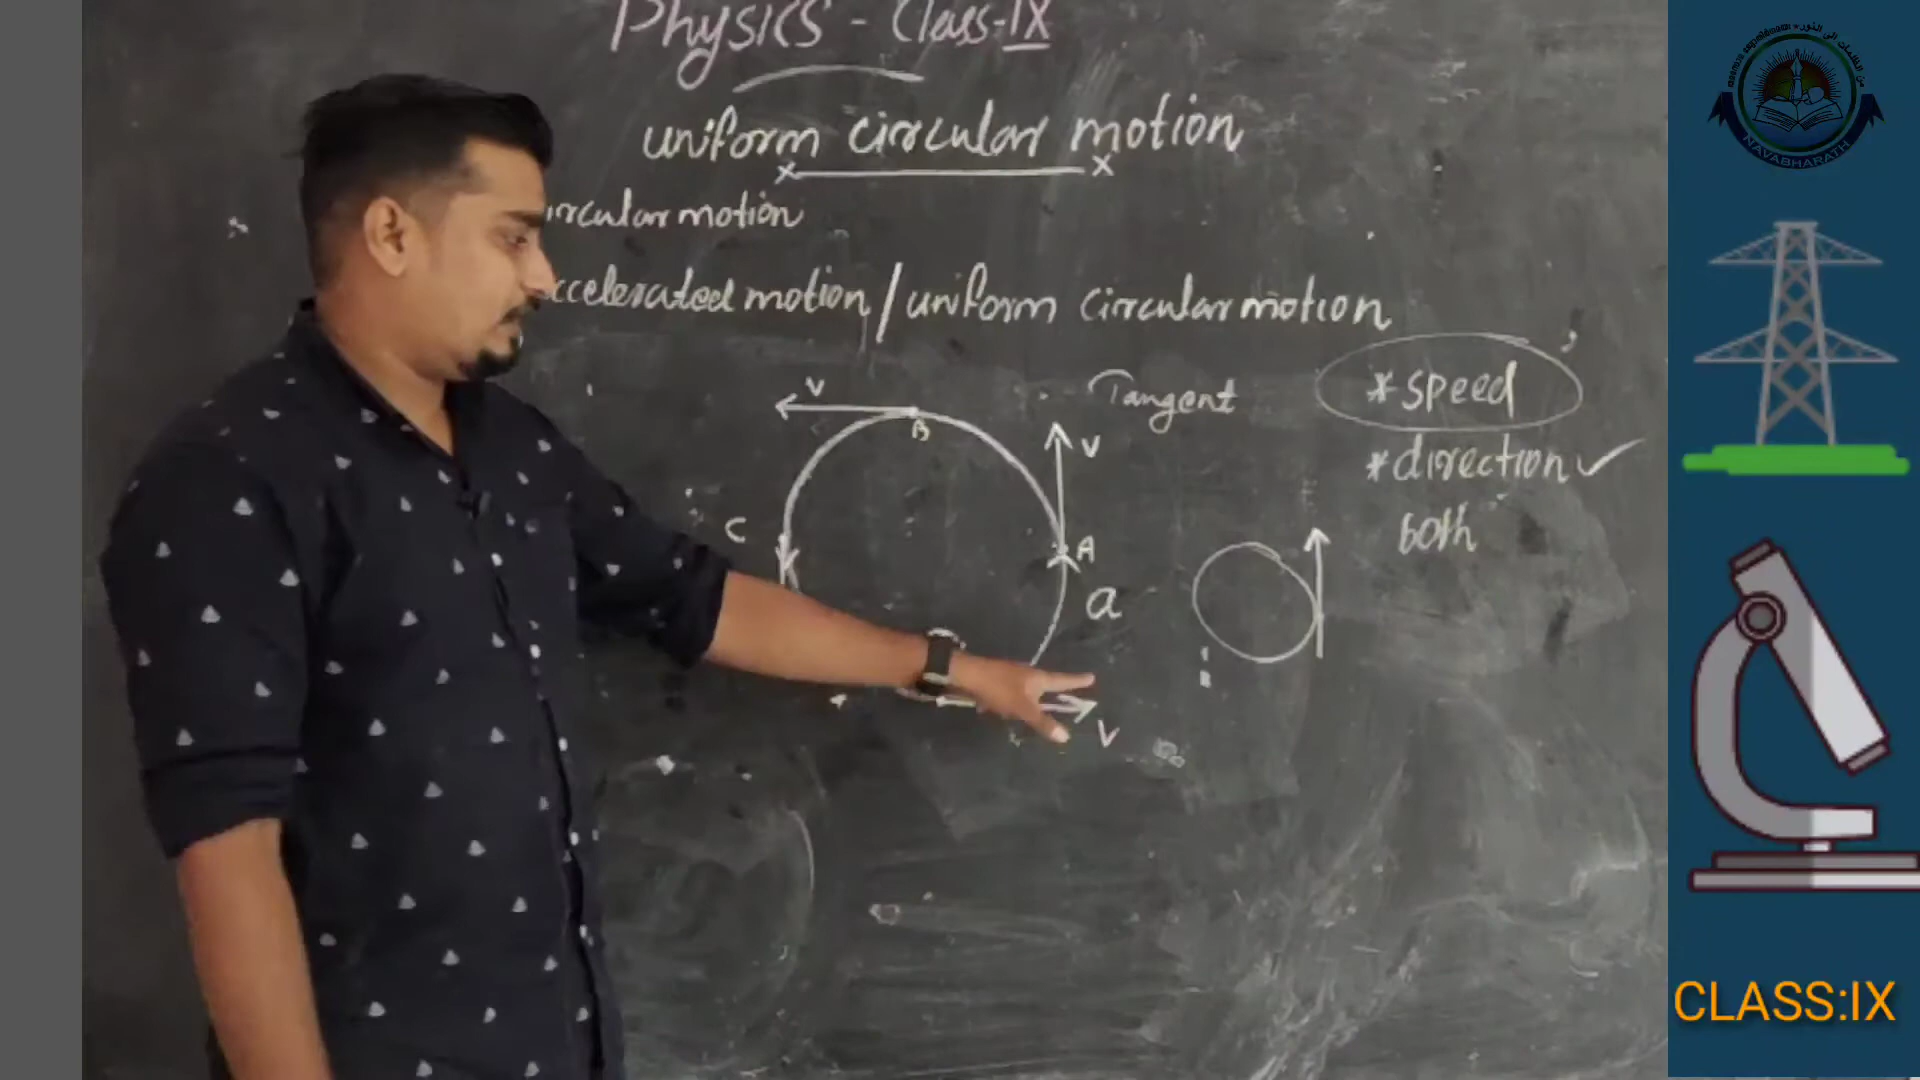 Physics - Class-IX
uniform circular motion
ircular motion
ccelerated motion / uniform circular motion
V
Tangent
* speed
B
V
* direction ✓
C
A
both
a
V
NAVABHARATH
CLASS:IX